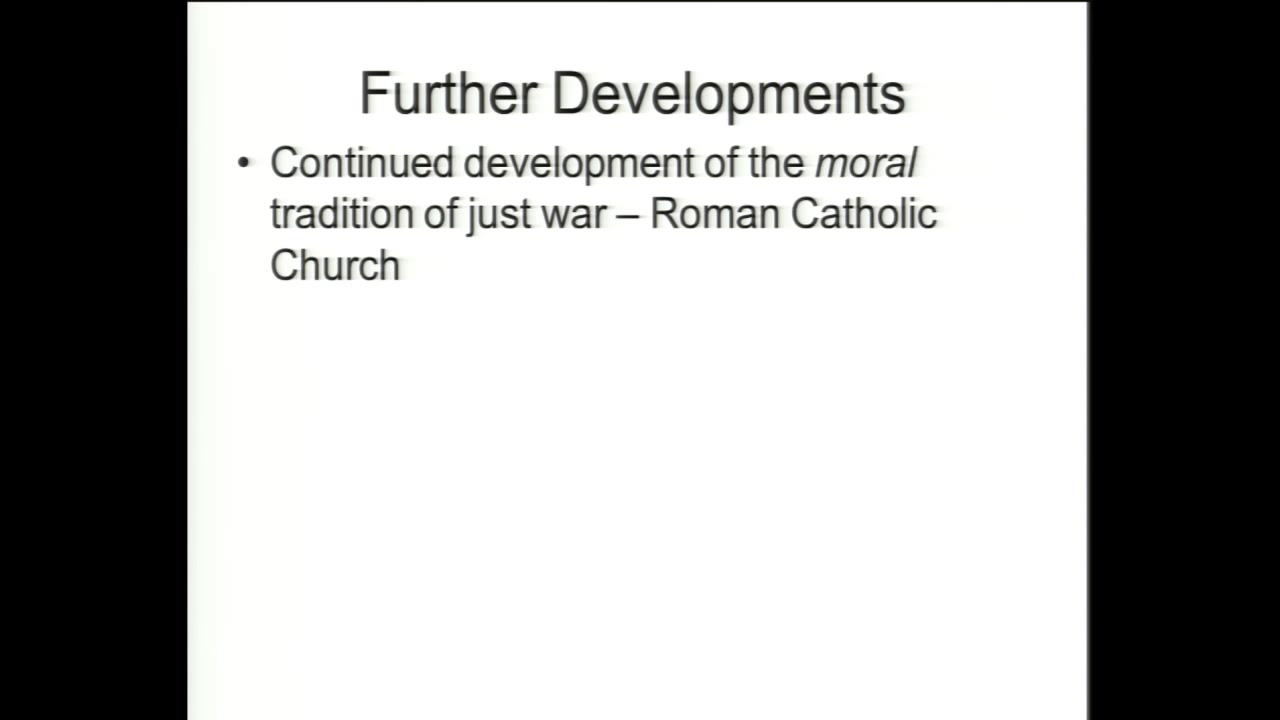 Further Developments
• Continued development of the moral
tradition of just war – Roman Catholic
Church